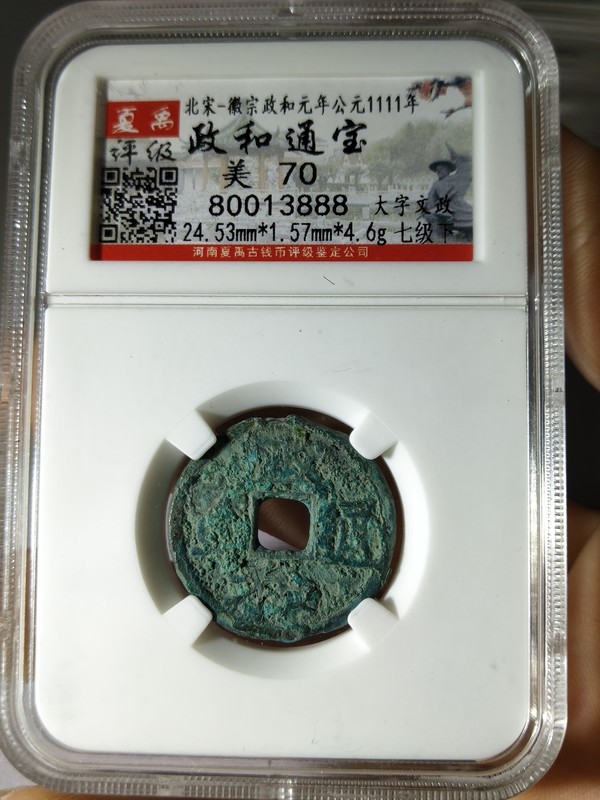 夏禹
评级
北宋-徽宗政和元年公元1111年
政和通宝
美 70
80013888 大字文政
24.53mm*1.57mm*4.6g 七级下
河南夏禹古钱币评级鉴定公司